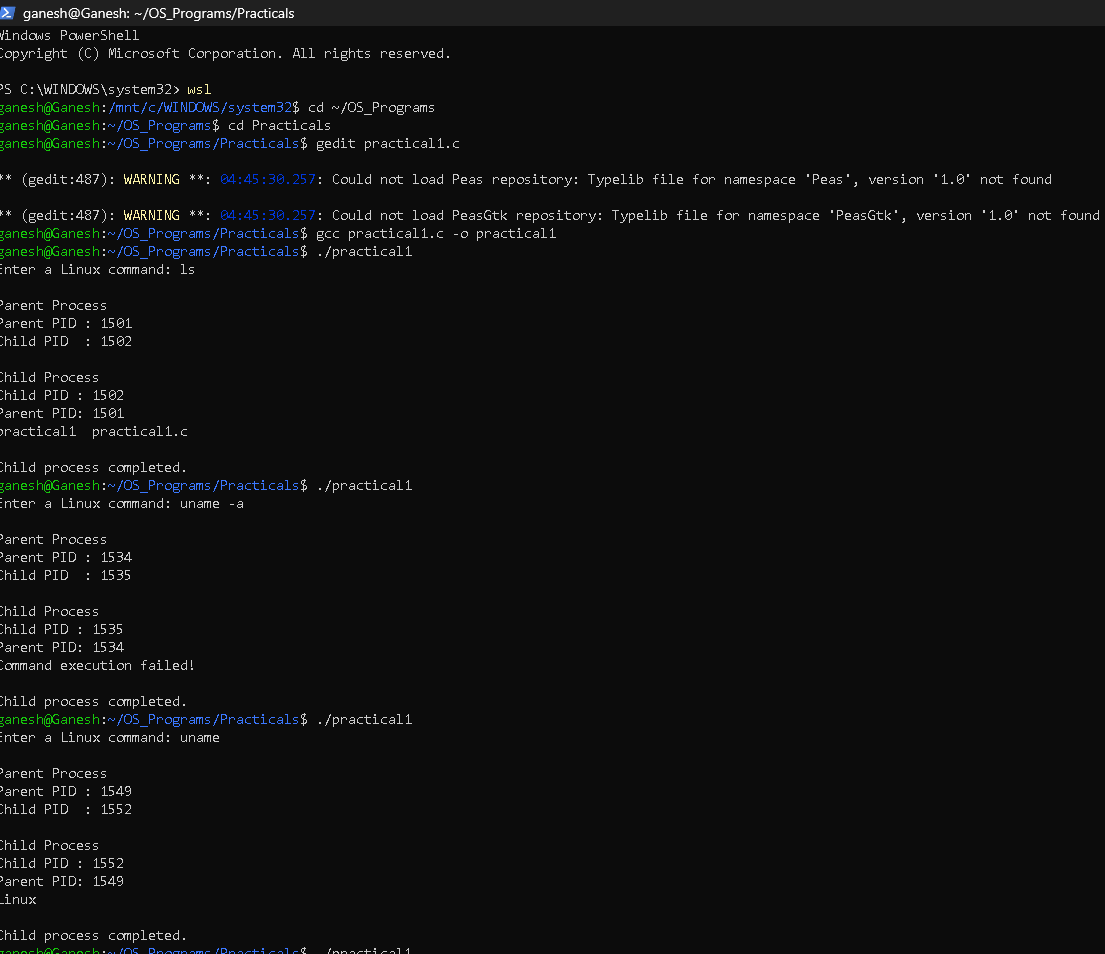 ganesh@Ganesh: ~/OS_Programs/Practicals
Windows PowerShell
Copyright (C) Microsoft Corporation. All rights reserved.
PS C:\WINDOWS\system32> wsl
ganesh@Ganesh:/mnt/c/WINDOWS/system32$ cd ~/OS_Programs
ganesh@Ganesh:~/OS_Programs$ cd Practicals
ganesh@Ganesh:~/OS_Programs/Practicals$ gedit practical1.c
** (gedit:487): WARNING **: 04:45:30.257: Could not load Peas repository: Typelib file for namespace 'Peas', version '1.0' not found
** (gedit:487): WARNING **: 04:45:30.257: Could not load PeasGtk repository: Typelib file for namespace 'PeasGtk', version '1.0' not found
ganesh@Ganesh:~/OS_Programs/Practicals$ gcc practical1.c -o practical1
ganesh@Ganesh:~/OS_Programs/Practicals$ ./practical1
Enter a Linux command: ls
Parent Process
Parent PID : 1501
Child PID  : 1502
Child Process
Child PID : 1502
Parent PID: 1501
practical1  practical1.c
Child process completed.
ganesh@Ganesh:~/OS_Programs/Practicals$ ./practical1
Enter a Linux command: uname -a
Parent Process
Parent PID : 1534
Child PID  : 1535
Child Process
Child PID : 1535
Parent PID: 1534
Command execution failed!
Child process completed.
ganesh@Ganesh:~/OS_Programs/Practicals$ ./practical1
Enter a Linux command: uname
Parent Process
Parent PID : 1549
Child PID  : 1552
Child Process
Child PID : 1552
Parent PID: 1549
Linux
Child process completed.
ganesh@Ganesh:~/OS_Programs/Practicals$ ./practical1